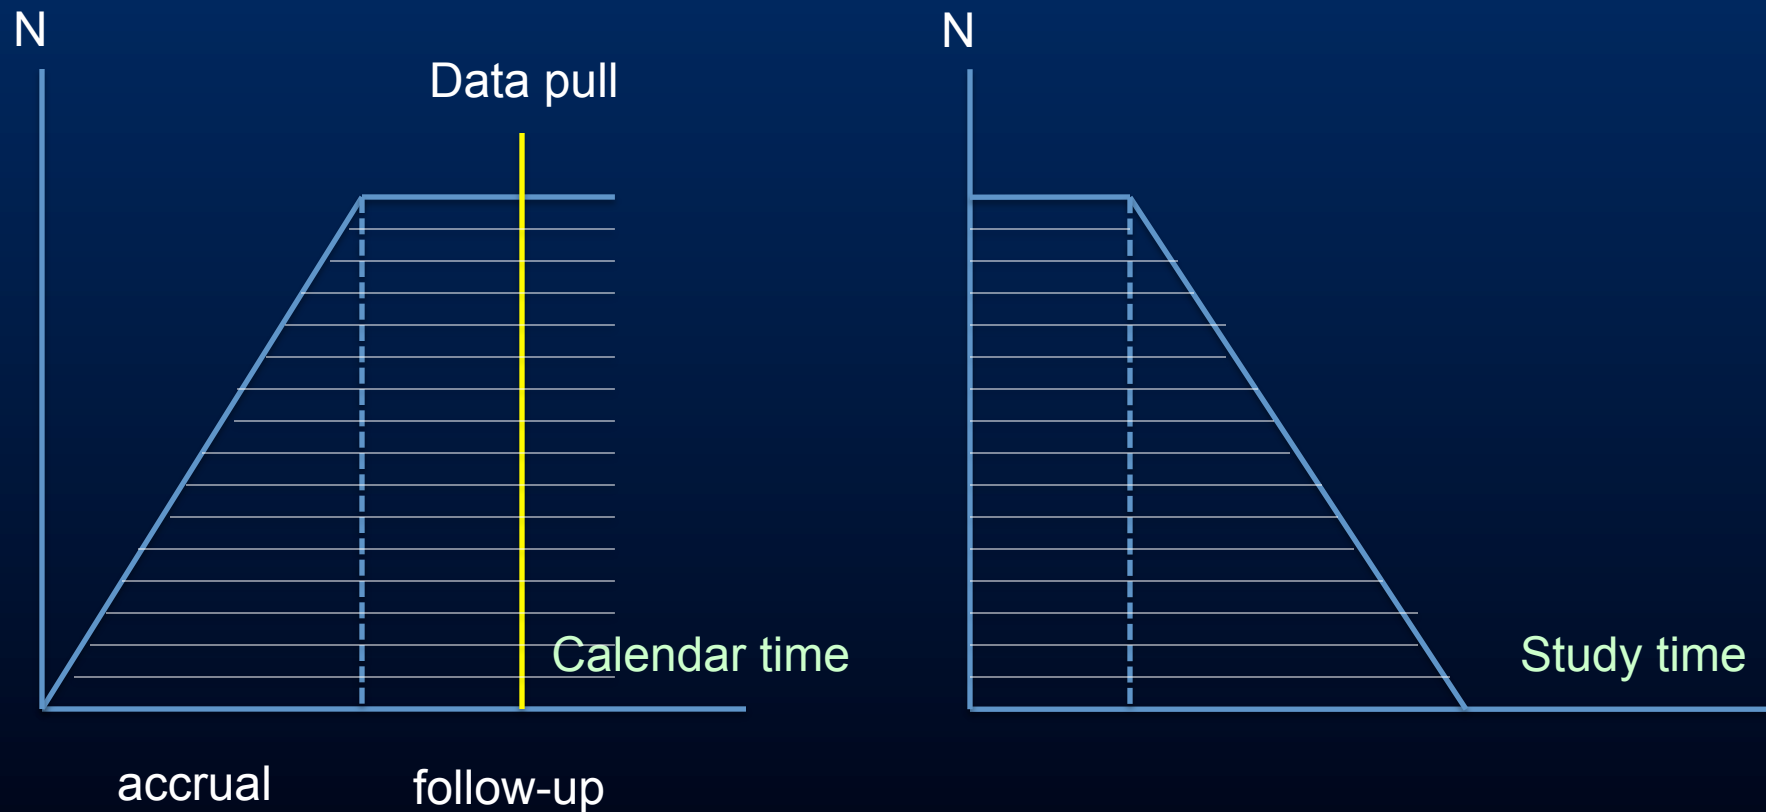 N
Data pull
Calendar time
accrual
follow-up
N
Study time